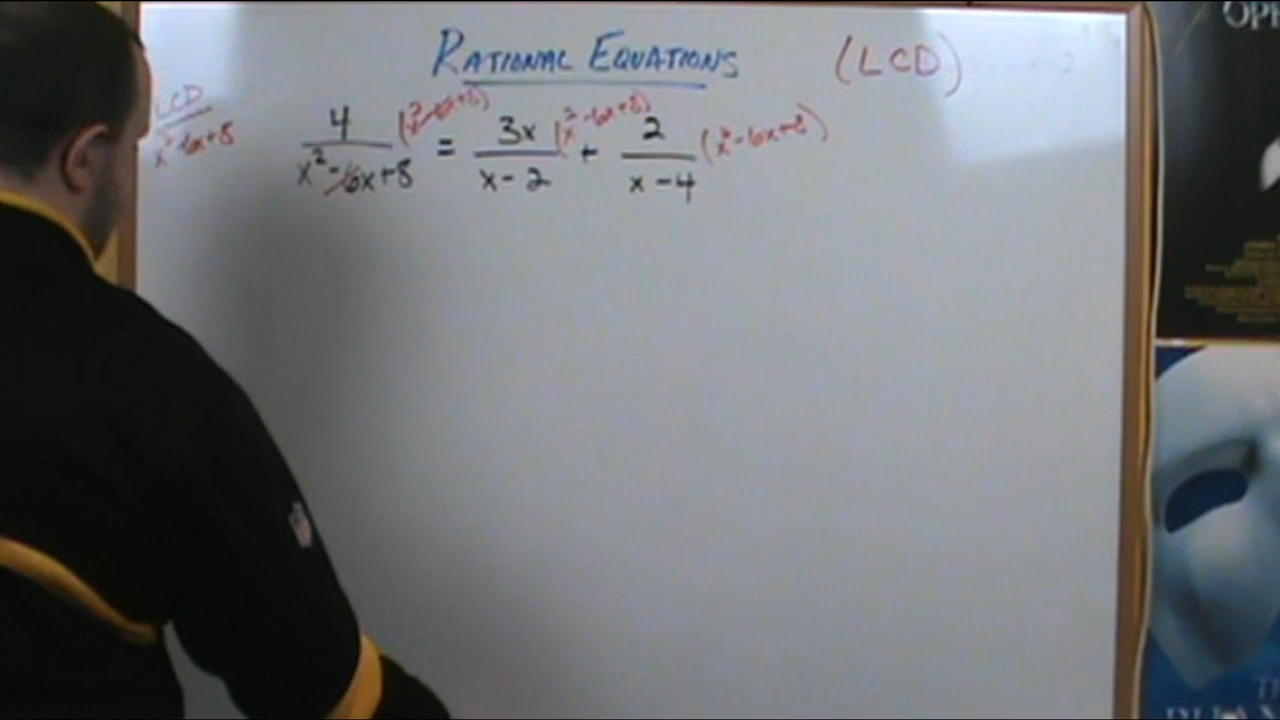 RATIONAL EQUATIONS (LCD)
LCD
x²-6x+8
4/(x²-6x+8) (x²-6x+8) = 3x/(x-2) (x²-6x+8) + 2/(x-4) (x²-6x+8)